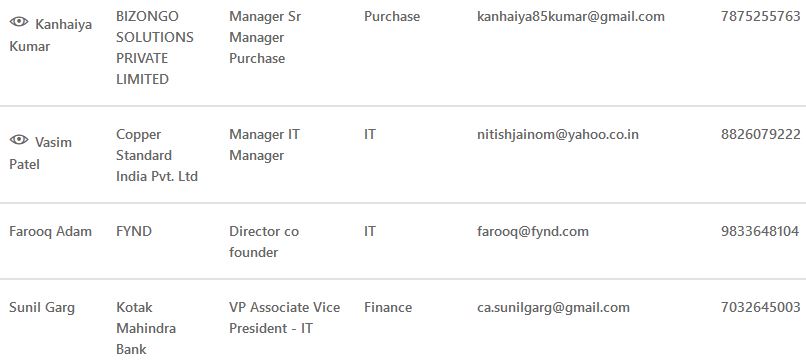 Kanhaiya Kumar BIZONGO SOLUTIONS PRIVATE LIMITED Manager Sr Manager Purchase Purchase kanhaiya85kumar@gmail.com 7875255763
Vasim Patel Copper Standard India Pvt. Ltd Manager IT Manager IT nitishjainom@yahoo.co.in 8826079222
Farooq Adam FYND Director co founder IT farooq@fynd.com 9833648104
Sunil Garg Kotak Mahindra Bank VP Associate Vice President - IT Finance ca.sunilgarg@gmail.com 7032645003